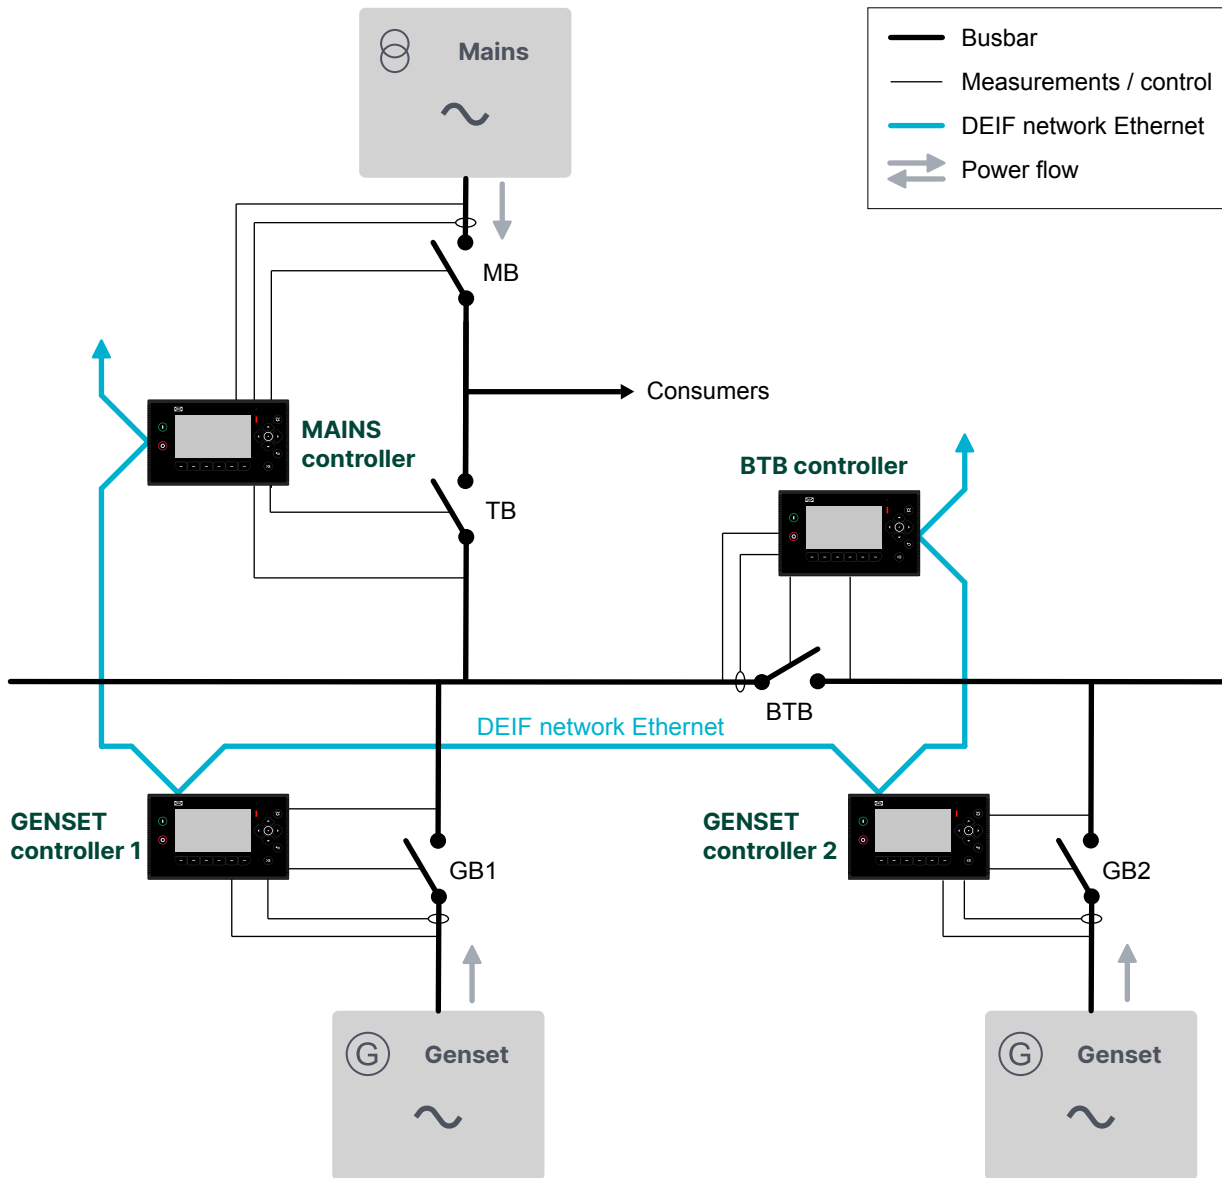 Mains
Busbar
Measurements / control
DEIF network Ethernet
Power flow
MB
Consumers
MAINS
controller
TB
BTB controller
BTB
DEIF network Ethernet
GENSET
controller 1
GB1
GENSET
controller 2
GB2
G
Genset
G
Genset